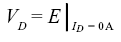 V_D = E|_{I_D = 0 A}